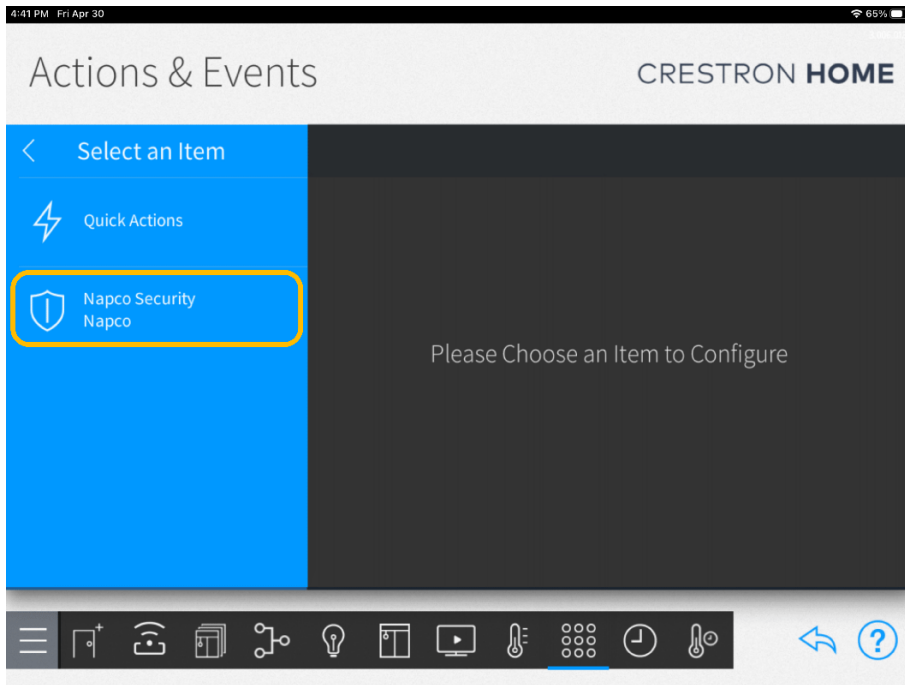 4:41 PM Fri Apr 30
65%
Actions & Events
CRESTRON HOME
Select an Item
Quick Actions
Napco Security
Napco
Please Choose an Item to Configure
?